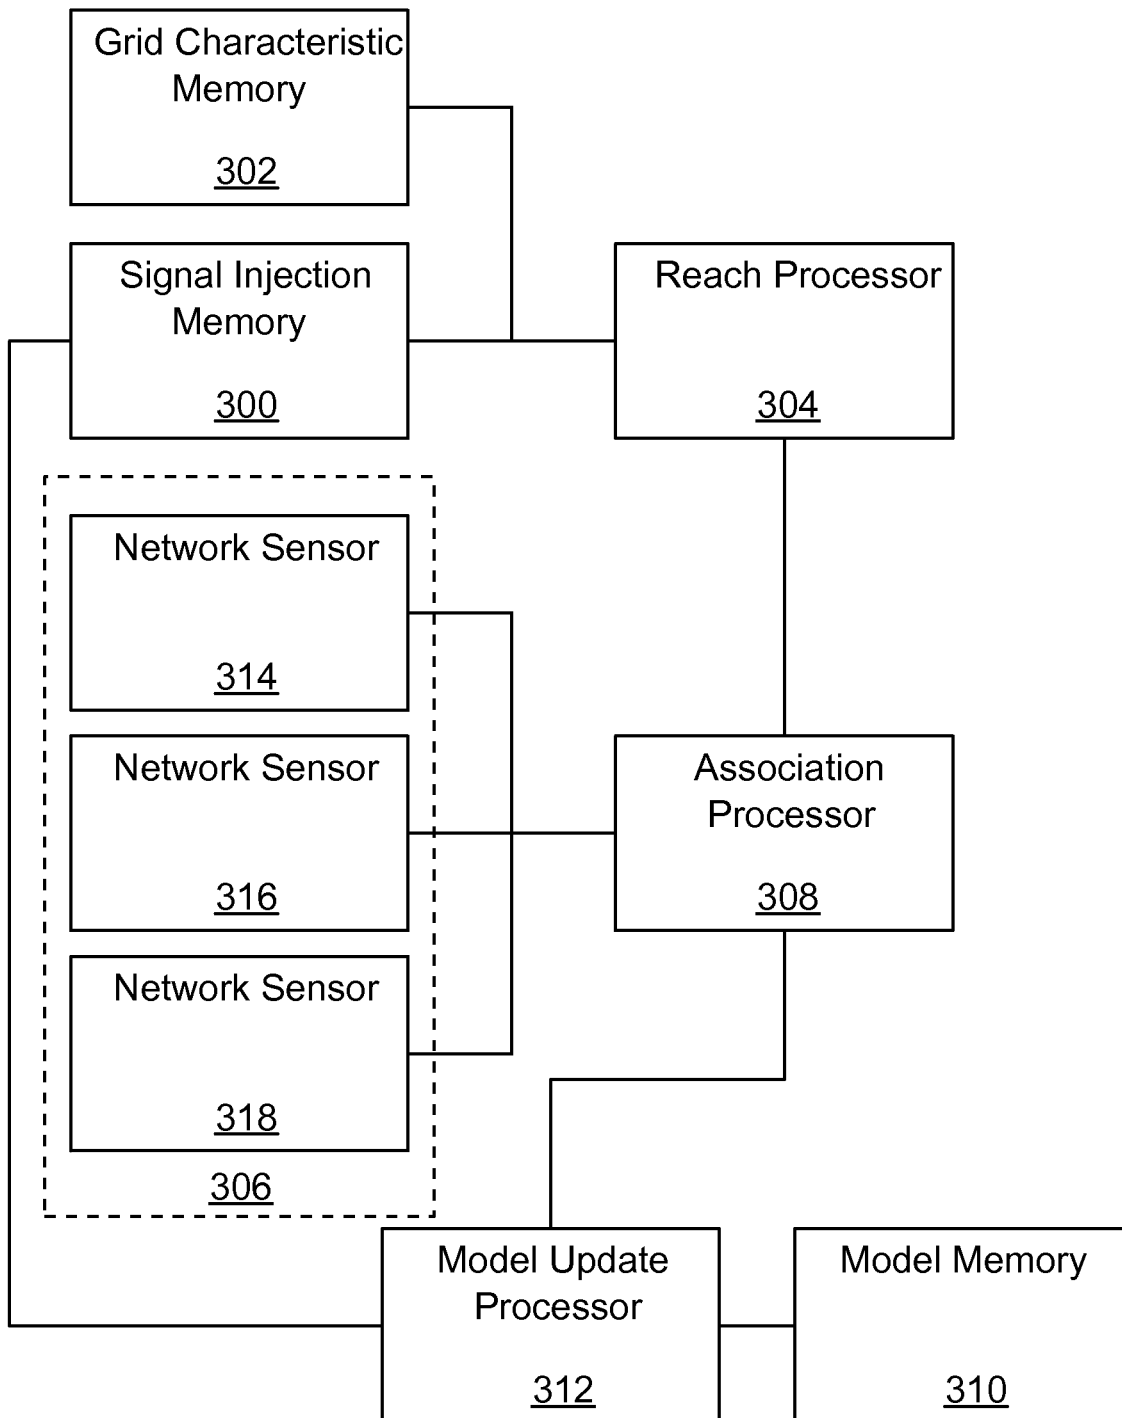 Grid Characteristic
Memory
302
Signal Injection
Memory
300
Reach Processor
304
Network Sensor
314
Network Sensor
316
Association
Processor
308
Network Sensor
318
306
Model Update
Processor
312
Model Memory
310